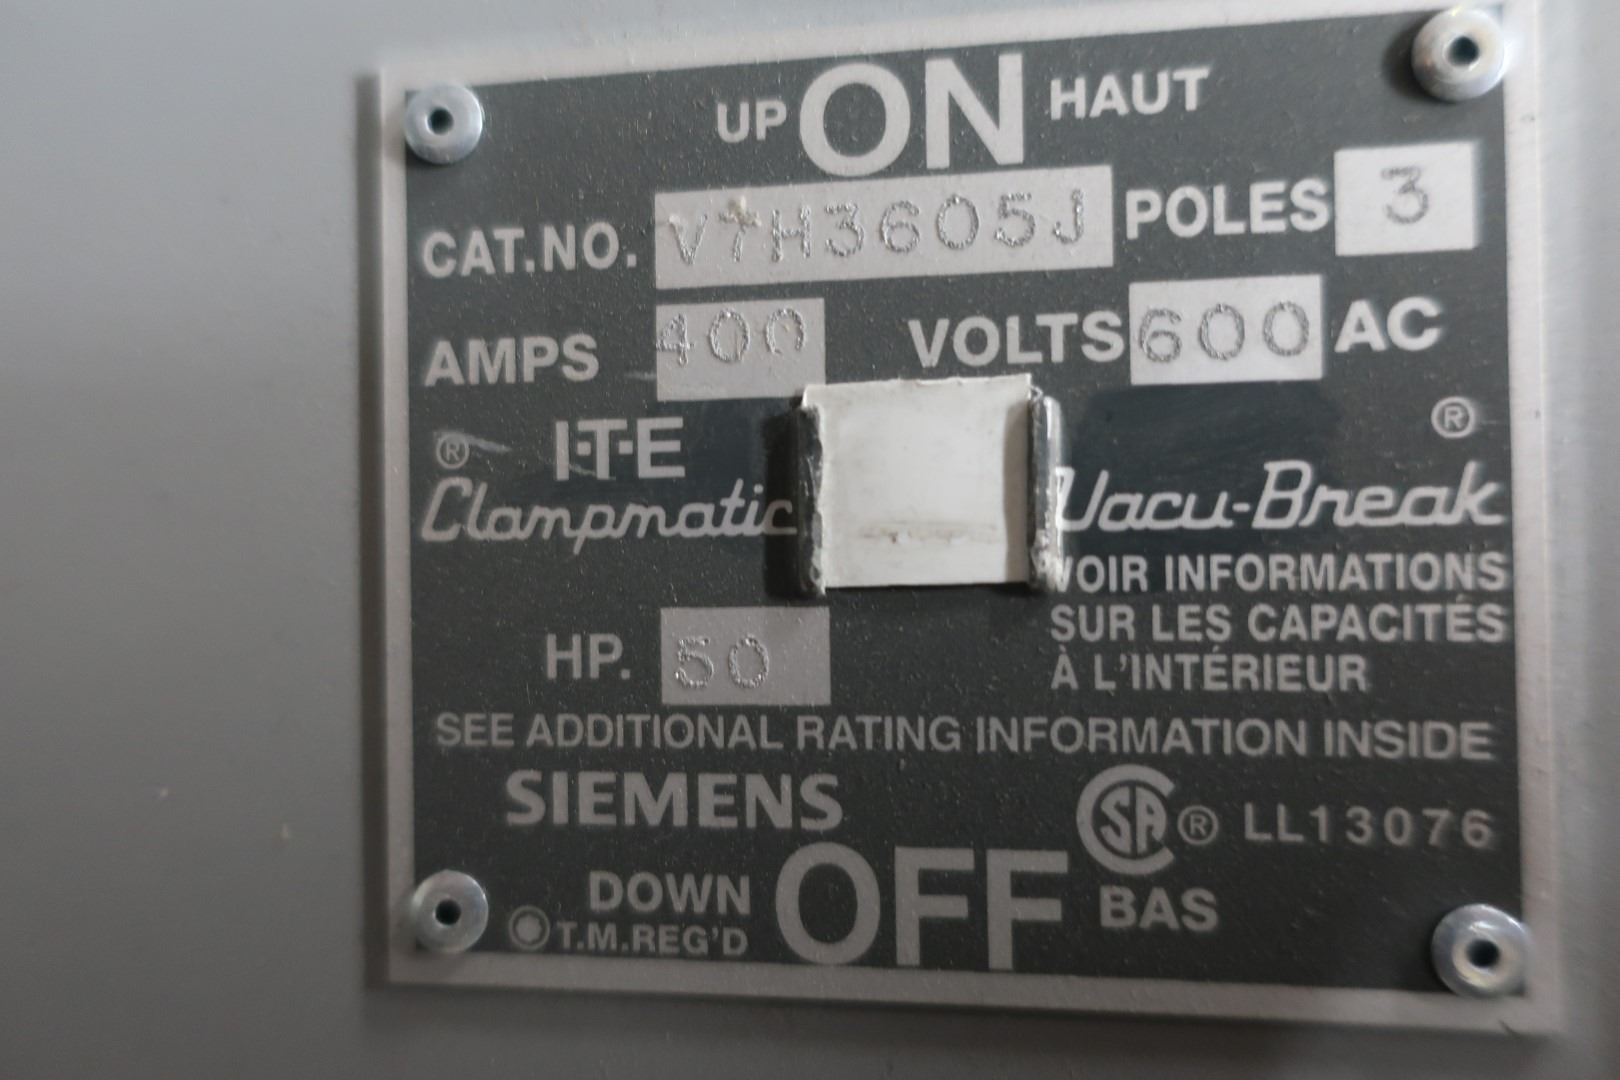 UP ON HAUT
CAT.NO. V7H3605J POLES 3
AMPS 400 VOLTS 600 AC
® I-T-E ®
Clampmatic Vacu-Break
VOIR INFORMATIONS
SUR LES CAPACITÉS
HP. 50 À L'INTÉRIEUR
SEE ADDITIONAL RATING INFORMATION INSIDE
SIEMENS CSA ® LL13076
DOWN OFF BAS
T.M.REG'D